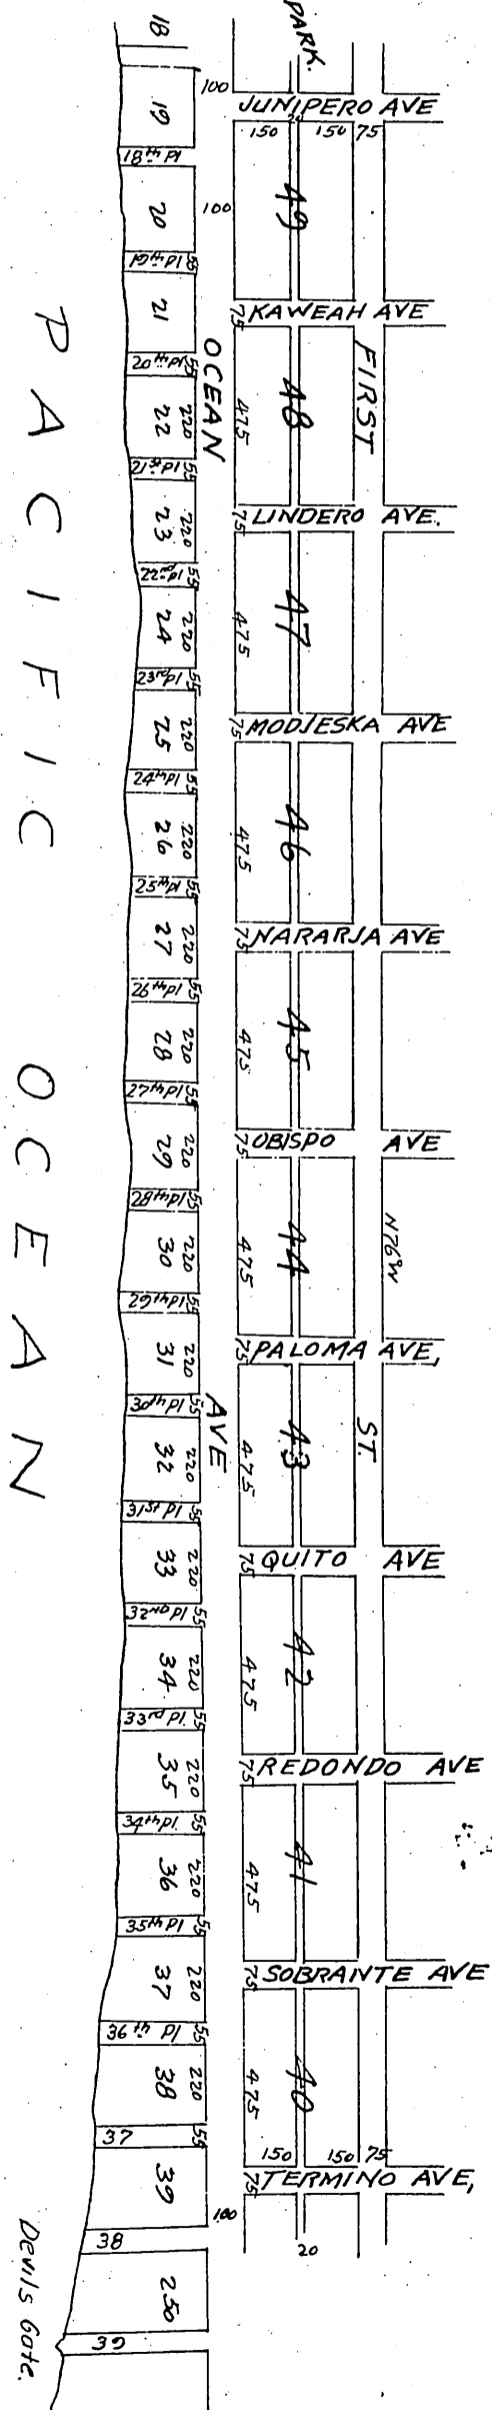 PARK.
18
100
JUNIPERO AVE
150 20 150 75
19
49
18th Pl
100
20
19th Pl 55
KAWEAH AVE
75
21
OCEAN
FIRST
20th Pl 55
48
220
22
475
21st Pl 55
LINDERO AVE.
75
220
23
22nd Pl 55
47
220
24
475
23rd Pl 55
MODJESKA AVE
75
220
25
24th Pl 55
46
220
26
475
25th Pl 55
NARARJA AVE
75
220
27
26th Pl 55
45
220
28
475
27th Pl 55
OBISPO AVE
75
220
29
28th Pl 55
N76°W
44
220
30
475
29th Pl 55
PALOMA AVE,
75
220
31
30th Pl 55
AVE
ST.
43
220
32
475
31st Pl 55
QUITO AVE
75
220
33
32nd Pl 55
42
220
34
475
33rd Pl. 55
REDONDO AVE
75
220
35
34th Pl. 55
41
220
36
475
35th Pl 55
SOBRANTE AVE
75
220
37
36th Pl 55
40
220
38
475
37 55
150 150 75
TERMINO AVE,
75
39
100
38
20
250
39
Devils Gate.
PACIFIC OCEAN